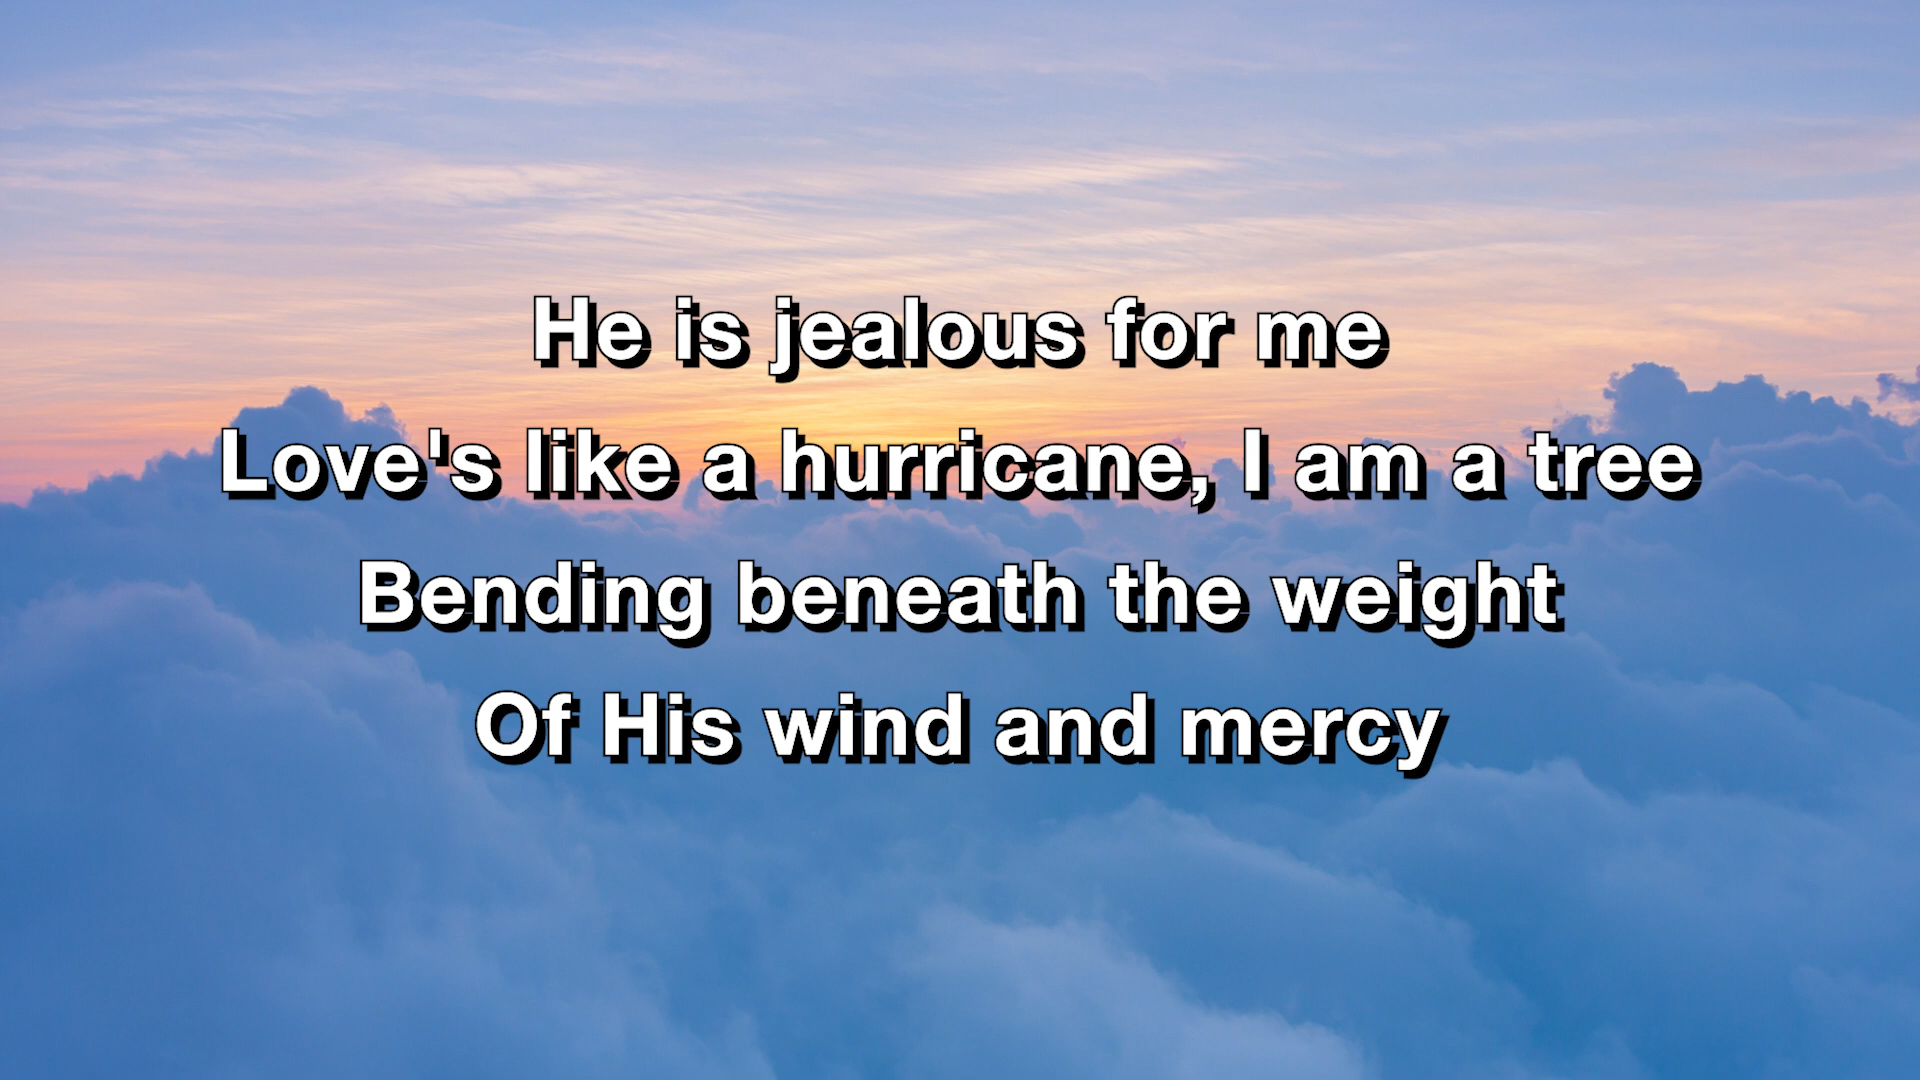 He is jealous for me
Love's like a hurricane, I am a tree
Bending beneath the weight
Of His wind and mercy